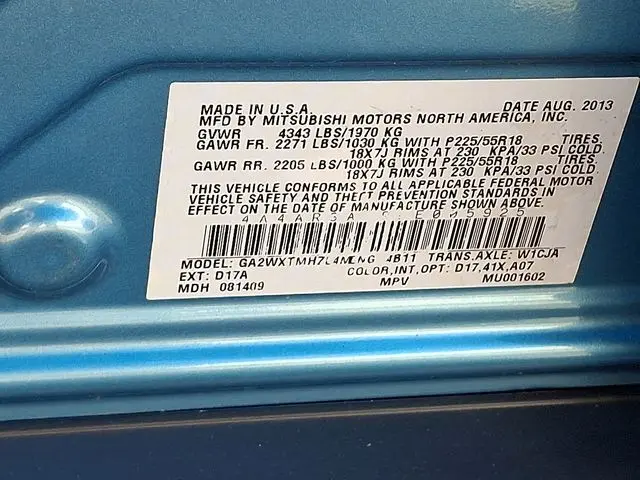 MADE IN U.S.A. DATE AUG. 2013
MFD BY MITSUBISHI MOTORS NORTH AMERICA, INC.
GVWR 4343 LBS/1970 KG
GAWR FR. 2271 LBS/1030 KG WITH P225/55R18 TIRES.
18X7J RIMS AT 230 KPA/33 PSI COLD.
GAWR RR. 2205 LBS/1000 KG WITH P225/55R18 TIRES.
18X7J RIMS AT 230 KPA/33 PSI COLD.
THIS VEHICLE CONFORMS TO ALL APPLICABLE FEDERAL MOTOR
VEHICLE SAFETY AND THEFT PREVENTION STANDARDS IN
EFFECT ON THE DATE OF MANUFACTURE SHOWN ABOVE.
MODEL: 4B11 TRANS.AXLE: W1CJA
EXT: D17A COLOR,INT,OPT: D17,41X,A07
MDH 081409 MPV MU001602